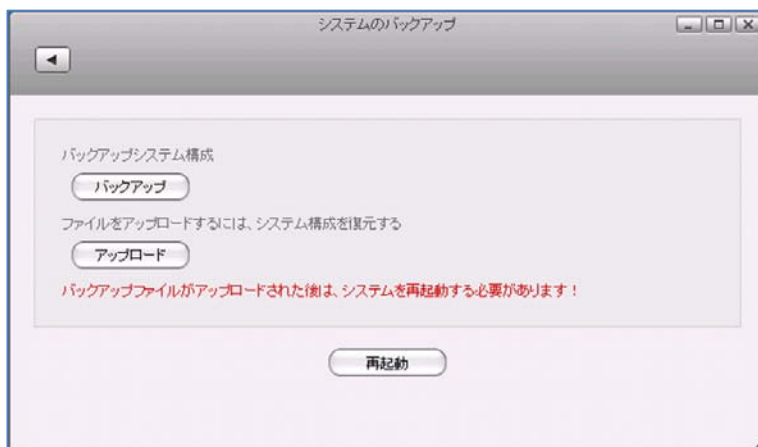 システムのバックアップ
バックアップシステム構成
バックアップ
ファイルをアップロードするには、システム構成を復元する
アップロード
バックアップファイルがアップロードされた後は、システムを再起動する必要があります！
再起動